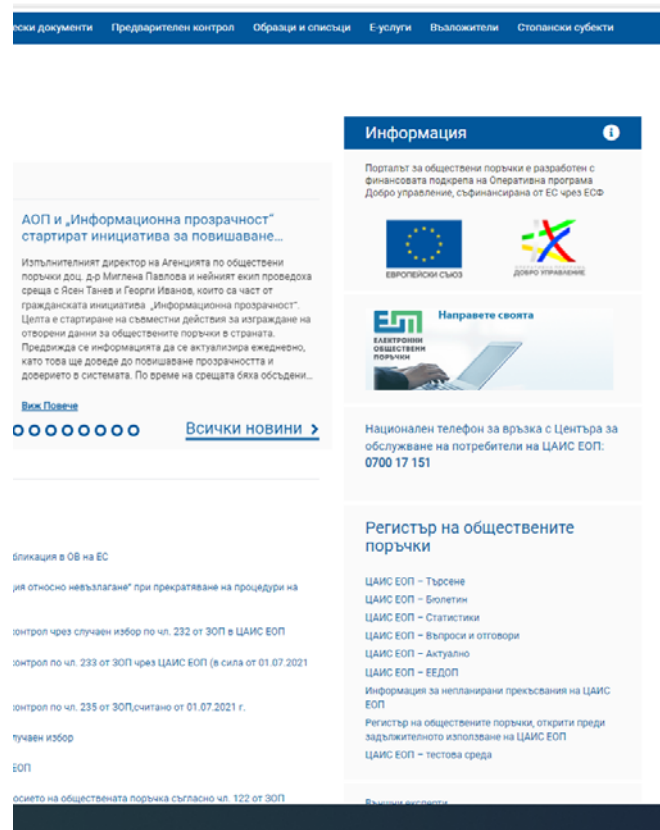 ески документи Предварителен контрол Образци и списъци Е-услуги Възложители Стопански субекти
АОП и „Информационна прозрачност“
стартират инициатива за повишаване...
Изпълнителният директор на Агенцията по обществени
поръчки доц. д-р Миглена Павлова и нейният екип проведоха
среща с Ясен Танев и Георги Иванов, които са част от
гражданската инициатива „Информационна прозрачност“.
Целта е стартиране на съвместни действия за изграждане на
отворени данни за обществените поръчки в страната.
Предвижда се информацията да се актуализира ежедневно,
като това ще доведе до повишаване прозрачността и
доверието в системата. По време на срещата бяха обсъдени...
Виж Повече
Всички новини >
бликация в ОВ на ЕС
ция относно невъзлагане" при прекратяване на процедури на
онтрол чрез случаен избор по чл. 232 от ЗОП в ЦАИС ЕОП
онтрол по чл. 233 от ЗОП чрез ЦАИС ЕОП (в сила от 01.07.2021
онтрол по чл. 235 от ЗОП,считано от 01.07.2021 г.
лучаен избор
ЕОП
осието на обществената поръчка съгласно чл. 122 от ЗОП
Информация
Порталът за обществени поръчки е разработен с
финансовата подкрепа на Оперативна програма
Добро управление, съфинансирана от ЕС чрез ЕСФ
ЕВРОПЕЙСКИ СЪЮЗ
ОПЕРАТИВНА ПРОГРАМА
ДОБРО УПРАВЛЕНИЕ
ЕОП
ЕЛЕКТРОННИ
ОБЩЕСТВЕНИ
ПОРЪЧКИ
Направете своята
Национален телефон за връзка с Центъра за
обслужване на потребители на ЦАИС ЕОП:
0700 17 151
Регистър на обществените
поръчки
ЦАИС ЕОП – Търсене
ЦАИС ЕОП – Бюлетин
ЦАИС ЕОП – Статистики
ЦАИС ЕОП – Въпроси и отговори
ЦАИС ЕОП – Актуално
ЦАИС ЕОП – ЕЕДОП
Информация за непланирани прекъсвания на ЦАИС
ЕОП
Регистър на обществените поръчки, открити преди
задължителното използване на ЦАИС ЕОП
ЦАИС ЕОП – тестова среда
Външни експерти